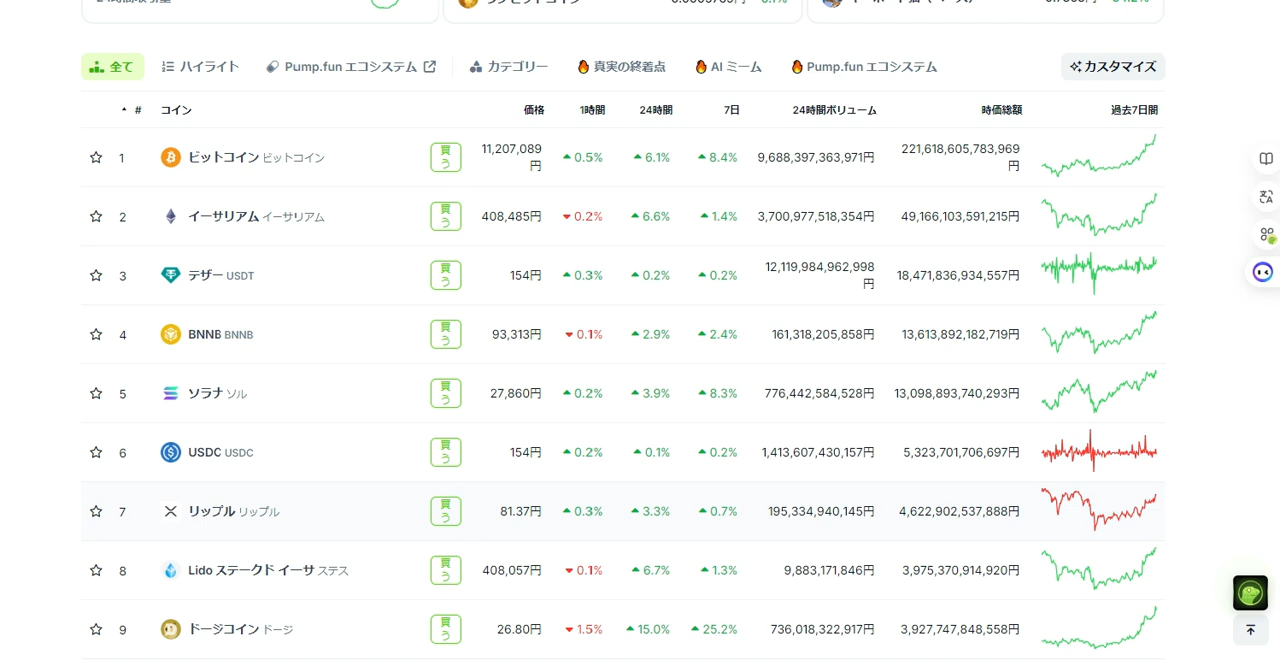 全て ハイライト Pump.fun エコシステム カテゴリー 真実の終着点 AI ミーム Pump.fun エコシステム カスタマイズ
# コイン 価格 1時間 24時間 7日 24時間ボリューム 時価総額 過去7日間
1 ビットコイン ビットコイン 買う 11,207,089円 0.5% 6.1% 8.4% 9,688,397,363,971円 221,618,605,783,969円
2 イーサリアム イーサリアム 買う 408,485円 0.2% 6.6% 1.4% 3,700,977,518,354円 49,166,103,591,215円
3 テザー USDT 買う 154円 0.3% 0.2% 0.2% 12,119,984,962,998円 18,471,836,934,557円
4 BNNB BNNB 買う 93,313円 0.1% 2.9% 2.4% 161,318,205,858円 13,613,892,182,719円
5 ソラナ ソル 買う 27,860円 0.2% 3.9% 8.3% 776,442,584,528円 13,098,893,740,293円
6 USDC USDC 買う 154円 0.2% 0.1% 0.2% 1,413,607,430,157円 5,323,701,706,697円
7 リップル リップル 買う 81.37円 0.3% 3.3% 0.7% 195,334,940,145円 4,622,902,537,888円
8 Lido ステークド イーサ ステス 買う 408,057円 0.1% 6.7% 1.3% 9,883,171,846円 3,975,370,914,920円
9 ドージコイン ドージ 買う 26.80円 1.5% 15.0% 25.2% 736,018,322,917円 3,927,747,848,558円